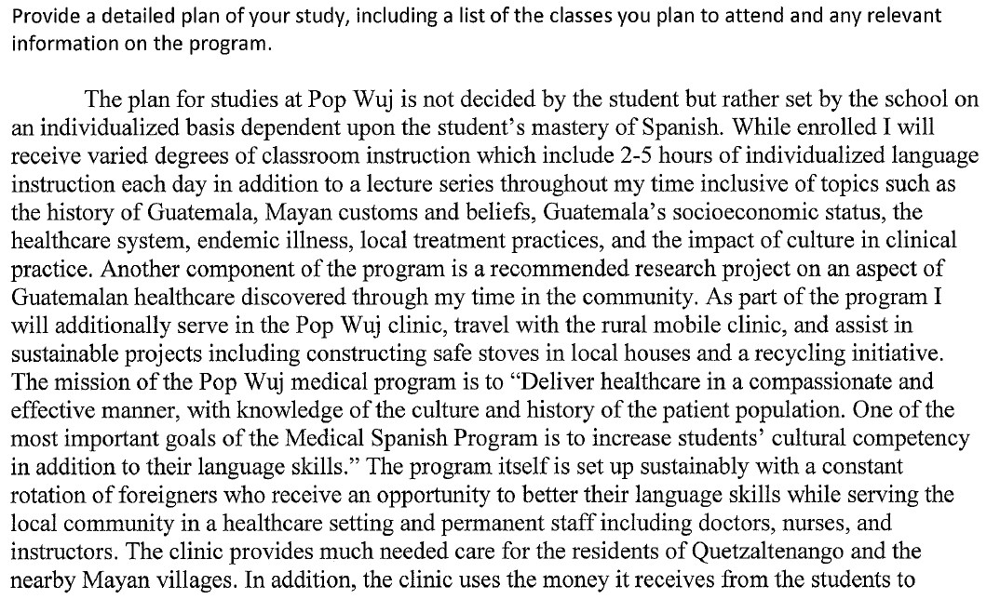 Provide a detailed plan of your study, including a list of the classes you plan to attend and any relevant
information on the program.
The plan for studies at Pop Wuj is not decided by the student but rather set by the school on
an individualized basis dependent upon the student’s mastery of Spanish. While enrolled I will
receive varied degrees of classroom instruction which include 2-5 hours of individualized language
instruction each day in addition to a lecture series throughout my time inclusive of topics such as
the history of Guatemala, Mayan customs and beliefs, Guatemala’s socioeconomic status, the
healthcare system, endemic illness, local treatment practices, and the impact of culture in clinical
practice. Another component of the program is a recommended research project on an aspect of
Guatemalan healthcare discovered through my time in the community. As part of the program I
will additionally serve in the Pop Wuj clinic, travel with the rural mobile clinic, and assist in
sustainable projects including constructing safe stoves in local houses and a recycling initiative.
The mission of the Pop Wuj medical program is to “Deliver healthcare in a compassionate and
effective manner, with knowledge of the culture and history of the patient population. One of the
most important goals of the Medical Spanish Program is to increase students’ cultural competency
in addition to their language skills.” The program itself is set up sustainably with a constant
rotation of foreigners who receive an opportunity to better their language skills while serving the
local community in a healthcare setting and permanent staff including doctors, nurses, and
instructors. The clinic provides much needed care for the residents of Quetzaltenango and the
nearby Mayan villages. In addition, the clinic uses the money it receives from the students to